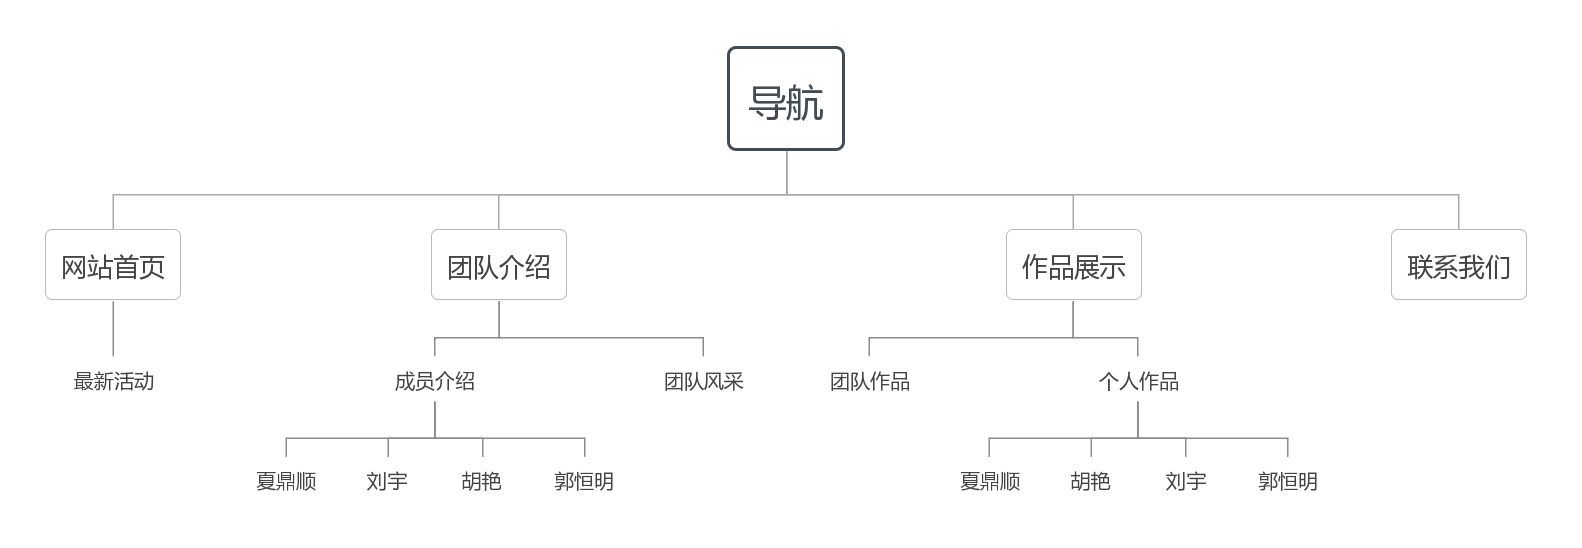 导航
网站首页
团队介绍
作品展示
联系我们
最新活动
成员介绍
团队风采
团队作品
个人作品
夏鼎顺
刘宇
胡艳
郭恒明
夏鼎顺
胡艳
刘宇
郭恒明